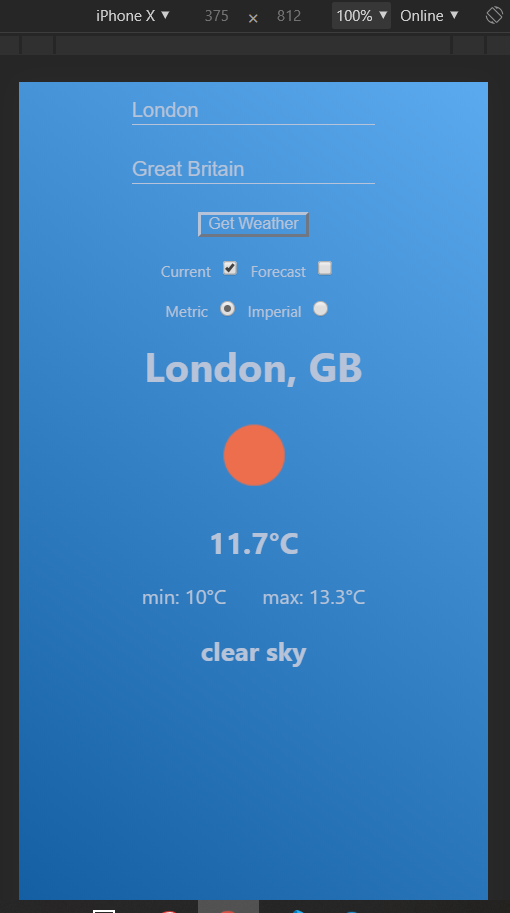 iPhone X ▼ 375 × 812 100% ▼ Online ▼
London
Great Britain
Get Weather
Current Forecast
Metric Imperial
London, GB
11.7°C
min: 10°C max: 13.3°C
clear sky